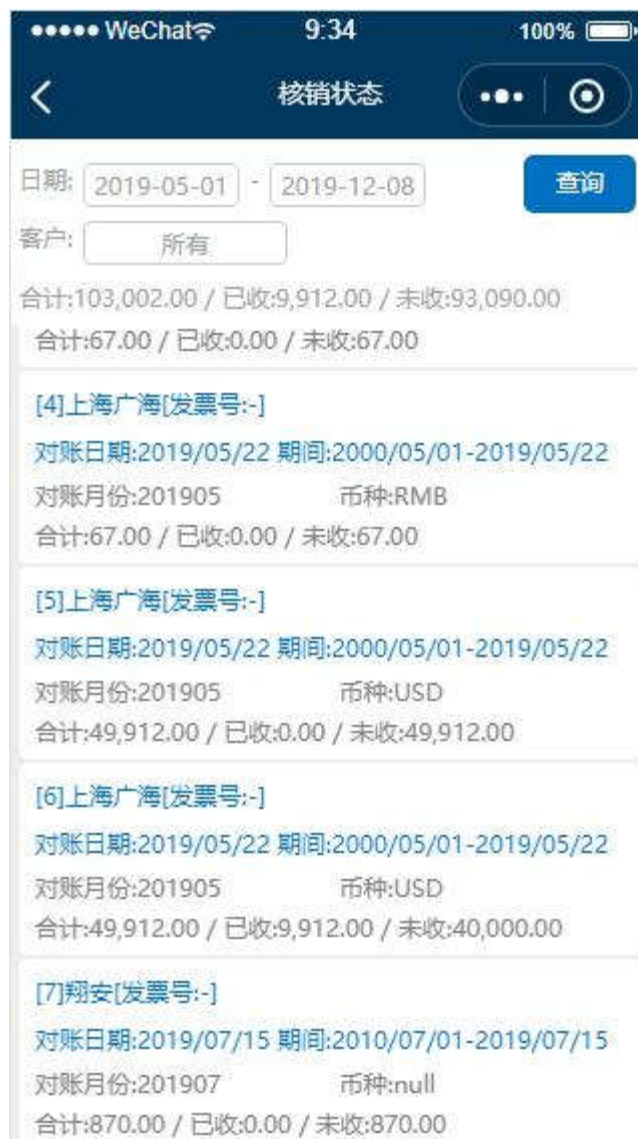 WeChat 9:34 100%
核销状态
日期: 2019-05-01 - 2019-12-08 查询
客户: 所有
合计:103,002.00 / 已收:9,912.00 / 未收:93,090.00
合计:67.00 / 已收:0.00 / 未收:67.00
[4]上海广海[发票号:-]
对账日期:2019/05/22 期间:2000/05/01-2019/05/22
对账月份:201905 币种:RMB
合计:67.00 / 已收:0.00 / 未收:67.00
[5]上海广海[发票号:-]
对账日期:2019/05/22 期间:2000/05/01-2019/05/22
对账月份:201905 币种:USD
合计:49,912.00 / 已收:0.00 / 未收:49,912.00
[6]上海广海[发票号:-]
对账日期:2019/05/22 期间:2000/05/01-2019/05/22
对账月份:201905 币种:USD
合计:49,912.00 / 已收:9,912.00 / 未收:40,000.00
[7]翔安[发票号:-]
对账日期:2019/07/15 期间:2010/07/01-2019/07/15
对账月份:201907 币种:null
合计:870.00 / 已收:0.00 / 未收:870.00